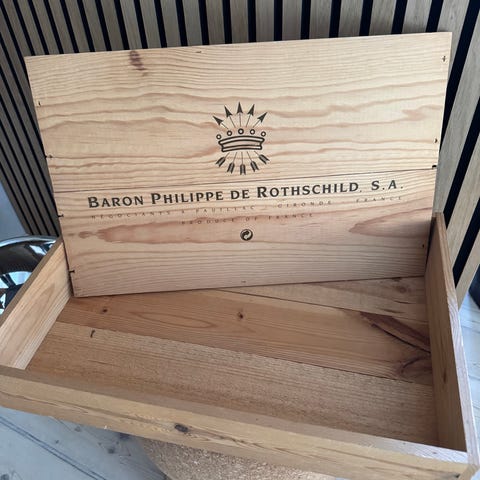 BARON PHILIPPE DE ROTHSCHILD, S.A.
NÉGOCIANTS À PAUILLAC - GIRONDE - FRANCE
PRODUCE OF FRANCE